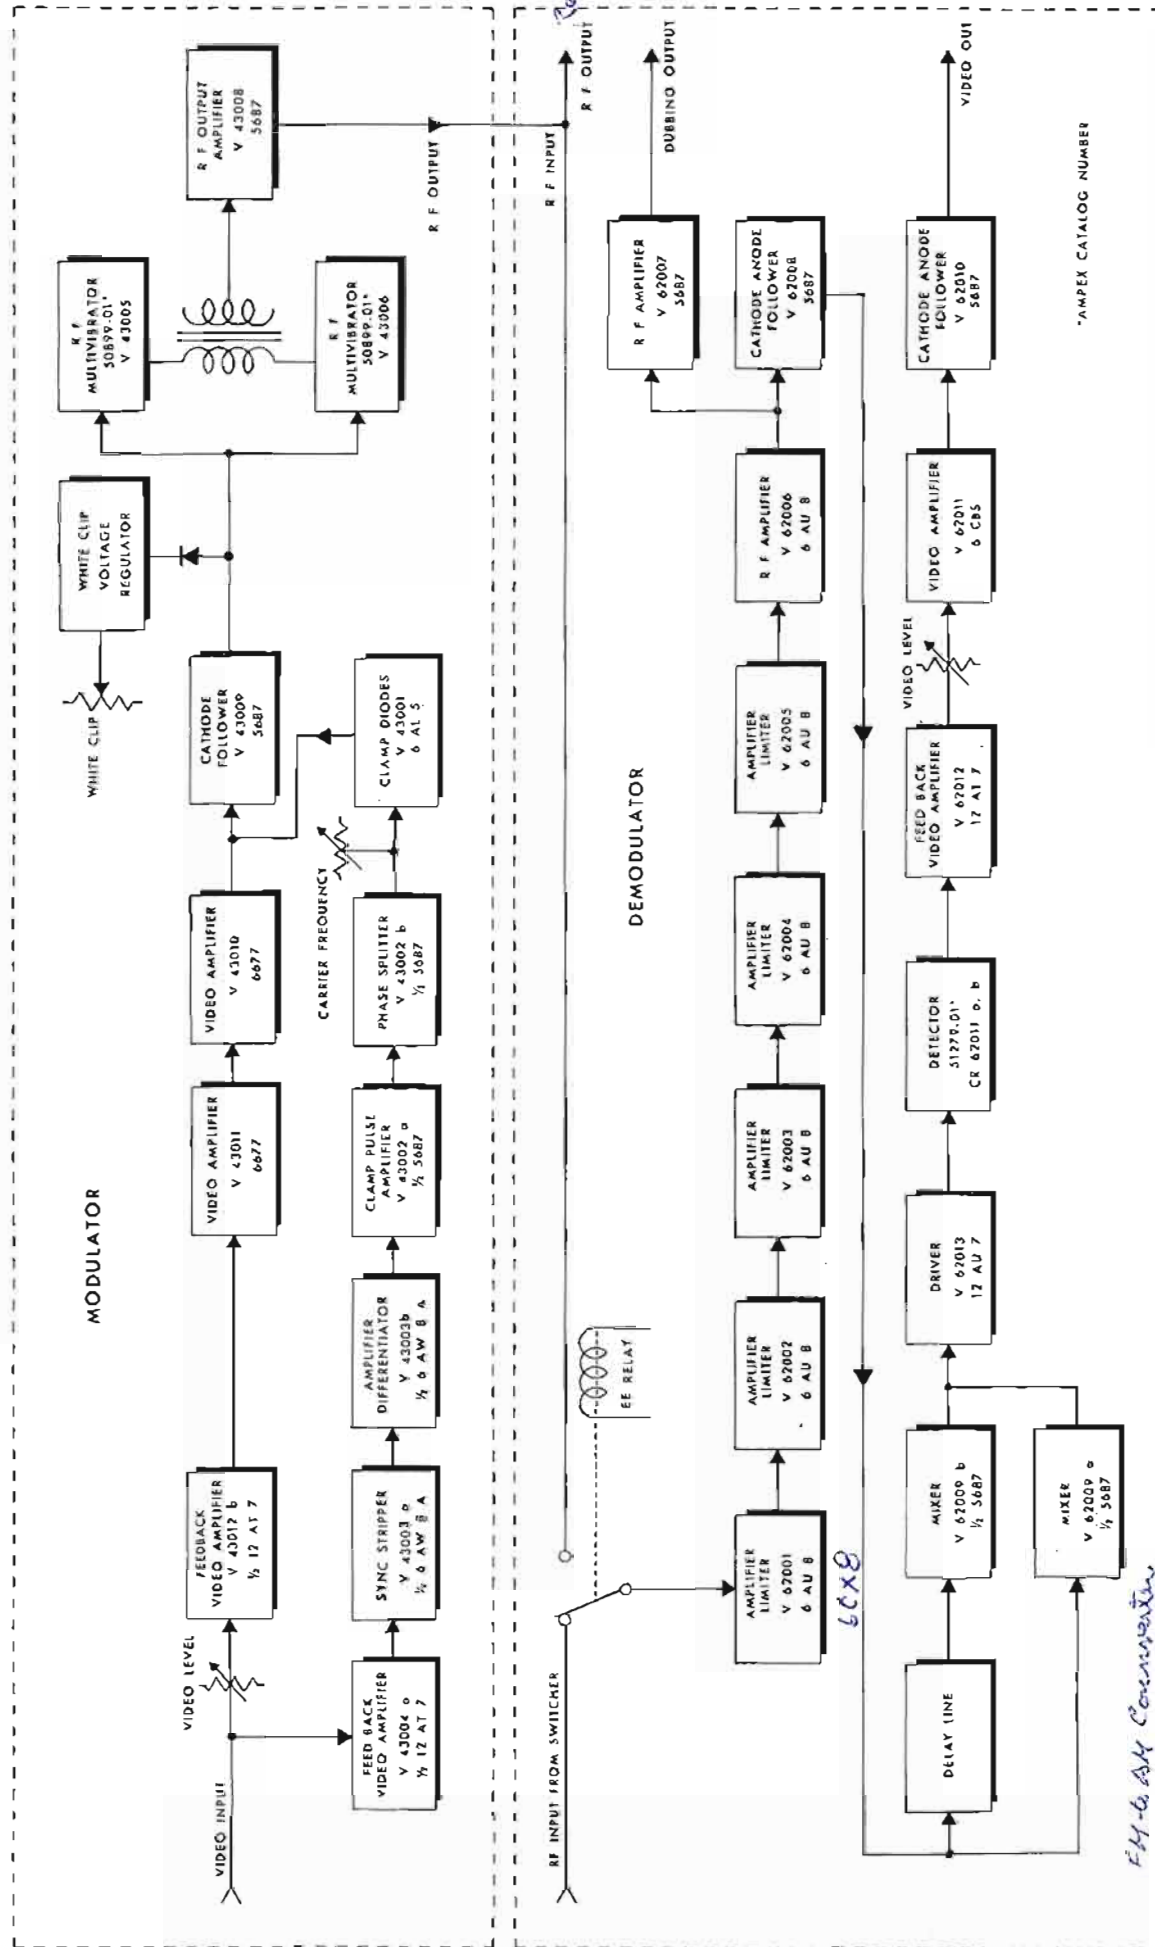 MODULATOR
VIDEO INPUT
VIDEO LEVEL
FEEDBACK
VIDEO AMPLIFIER
V 43012 b
½ 12 AT 7
VIDEO AMPLIFIER
V 43011
6677
VIDEO AMPLIFIER
V 43010
6677
CATHODE
FOLLOWER
V 43009
5687
WHITE CLIP
WHITE CLIP
VOLTAGE
REGULATOR
R F
MULTIVIBRATOR
50899-01*
V 43005
R F
MULTIVIBRATOR
50899-01*
V 43006
R F OUTPUT
AMPLIFIER
V 43008
5687
R F OUTPUT
FEED BACK
VIDEO AMPLIFIER
V 43004 a
½ 12 AT 7
SYNC STRIPPER
V 43003 a
½ 6 AW 8 A
AMPLIFIER
DIFFERENTIATOR
V 43003b
½ 6 AW 8 A
CLAMP PULSE
AMPLIFIER
V 43002 a
½ 5687
PHASE SPLITTER
V 43002 b
½ 5687
CARRIER FREQUENCY
CLAMP DIODES
V 43001
6 AL 5
DEMODULATOR
RF INPUT FROM SWITCHER
EE RELAY
R F INPUT
R F OUTPUT
DUBBING OUTPUT
AMPLIFIER
LIMITER
V 62001
6 AU 8
6CX8
AMPLIFIER
LIMITER
V 62002
6 AU 8
AMPLIFIER
LIMITER
V 62003
6 AU 8
AMPLIFIER
LIMITER
V 62004
6 AU 8
AMPLIFIER
LIMITER
V 62005
6 AU 8
R F AMPLIFIER
V 62006
6 AU 8
R F AMPLIFIER
V 62007
5687
CATHODE ANODE
FOLLOWER
V 62008
5687
DELAY LINE
MIXER
V 62009 b
½ 5687
MIXER
V 62009 a
½ 5687
DRIVER
V 62013
12 AU 7
DETECTOR
51279-01*
CR 62011 a, b
FEED BACK
VIDEO AMPLIFIER
V 62012
12 AT 7
VIDEO LEVEL
VIDEO AMPLIFIER
V 62011
6 CB5
CATHODE ANODE
FOLLOWER
V 62010
5687
VIDEO OUT
*AMPEX CATALOG NUMBER
FM to AM